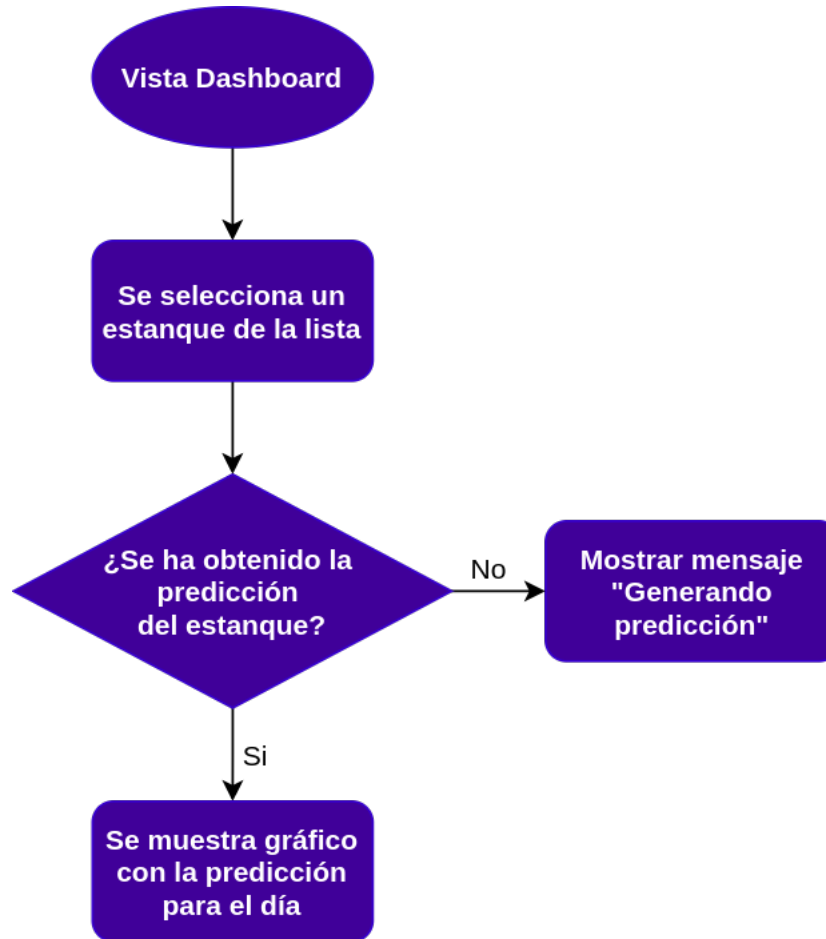 Vista Dashboard
Se selecciona un
estanque de la lista
¿Se ha obtenido la
predicción
del estanque?
No
Mostrar mensaje
"Generando
predicción"
Si
Se muestra gráfico
con la predicción
para el día